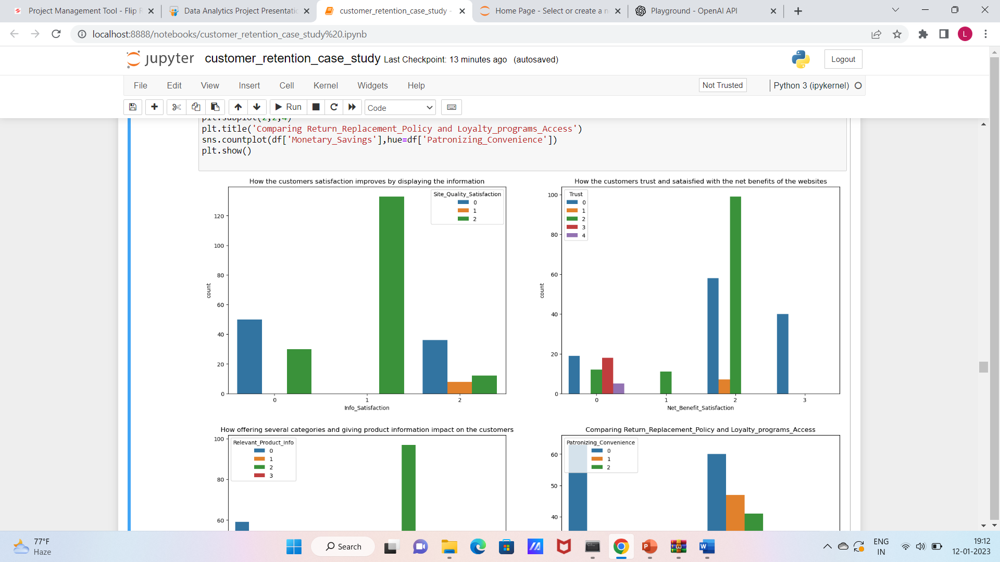 Project Management Tool - Flip R
Data Analytics Project Presentatio
customer_retention_case_study -
Home Page - Select or create a n
Playground - OpenAI API
localhost:8888/notebooks/customer_retention_case_study%20.ipynb
L
jupyter customer_retention_case_study Last Checkpoint: 13 minutes ago (autosaved)
Logout
File Edit View Insert Cell Kernel Widgets Help
Not Trusted
Python 3 (ipykernel)
Run
Code
plt.subplot(2,2,4)
plt.title('Comparing Return_Replacement_Policy and Loyalty_programs_Access')
sns.countplot(df['Monetary_Savings'],hue=df['Patronizing_Convenience'])
plt.show()
How the customers satisfaction improves by displaying the information
Site_Quality_Satisfaction
0
1
2
120
100
80
60
40
20
0
count
0 1 2
Info_Satisfaction
How the customers trust and sataisfied with the net benefits of the websites
Trust
0
1
2
3
4
100
80
60
40
20
0
count
0 1 2 3
Net_Benefit_Satisfaction
How offering several categories and giving product information impact on the customers
Relevant_Product_Info
0
1
2
3
100
80
60
Comparing Return_Replacement_Policy and Loyalty_programs_Access
Patronizing_Convenience
0
1
2
60
50
40
77°F
Haze
Search
ENG
IN
19:12
12-01-2023